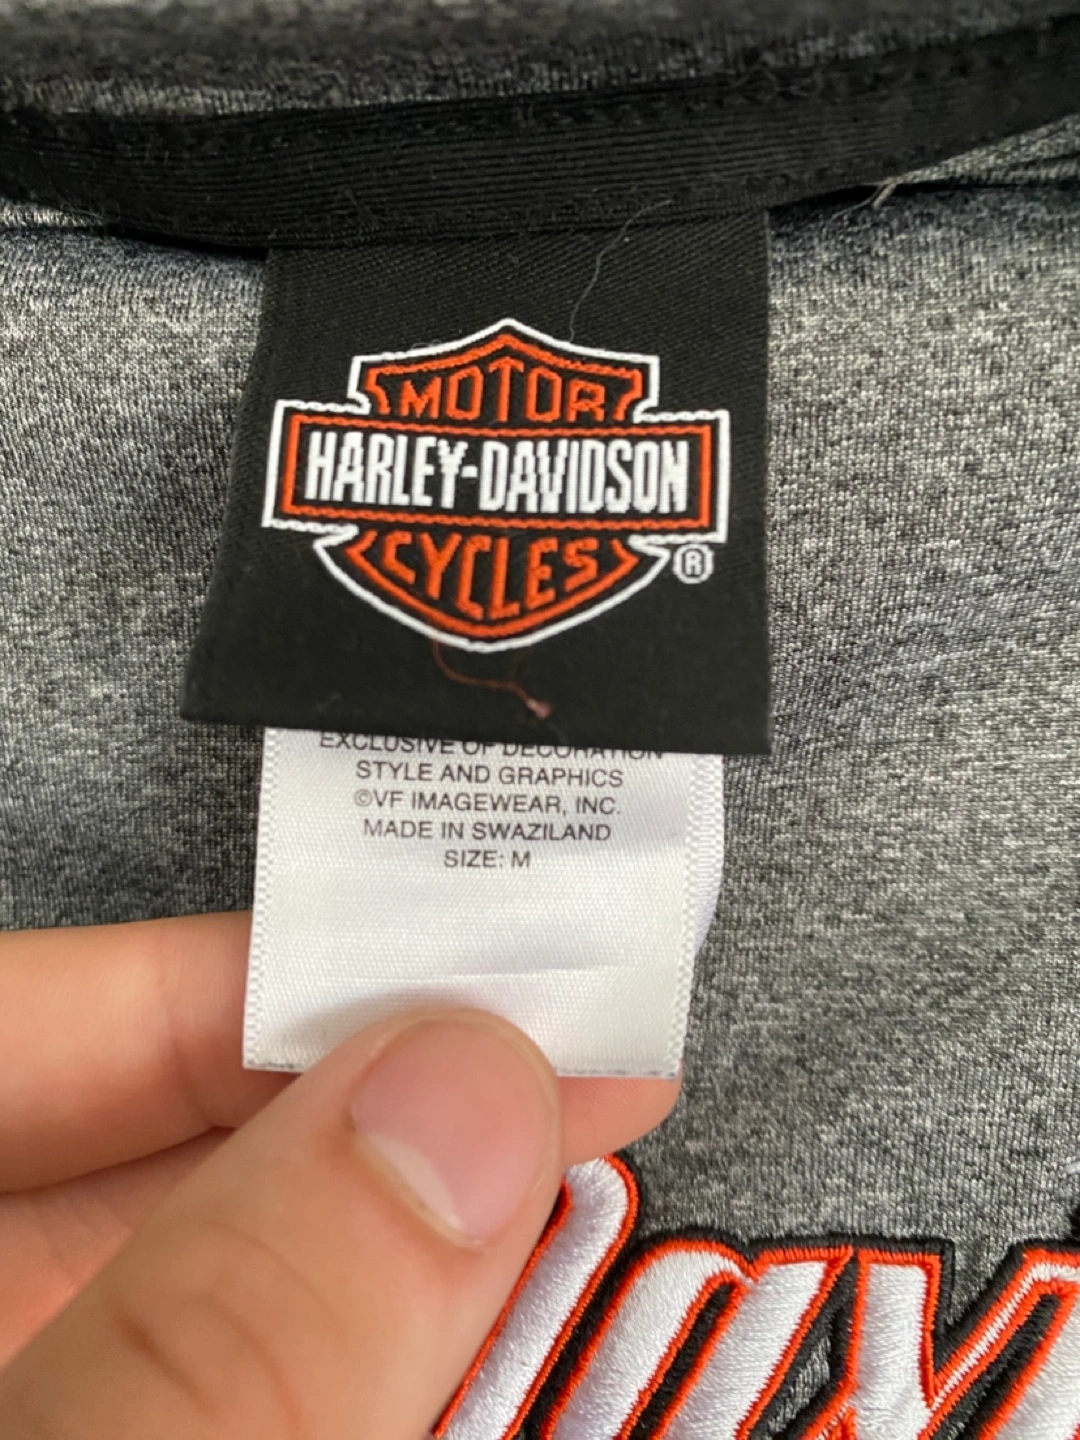 MOTOR
HARLEY-DAVIDSON
CYCLES
®
EXCLUSIVE OF DECORATION
STYLE AND GRAPHICS
©VF IMAGEWEAR, INC.
MADE IN SWAZILAND
SIZE: M